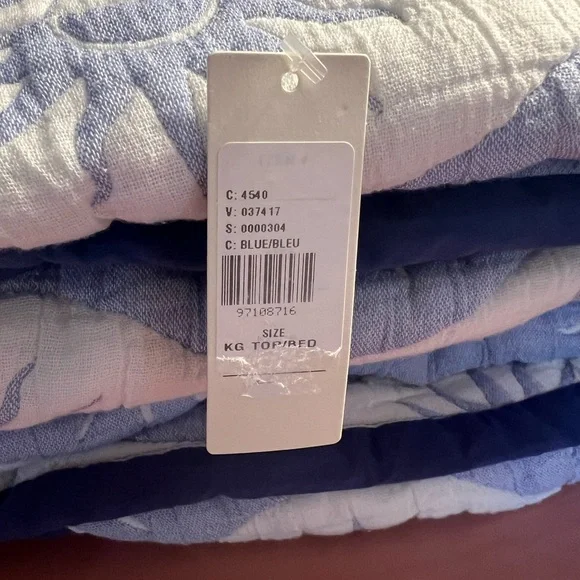 C: 4540
V: 037417
S: 0000304
C: BLUE/BLEU
97108716
SIZE
KG TOP/BED